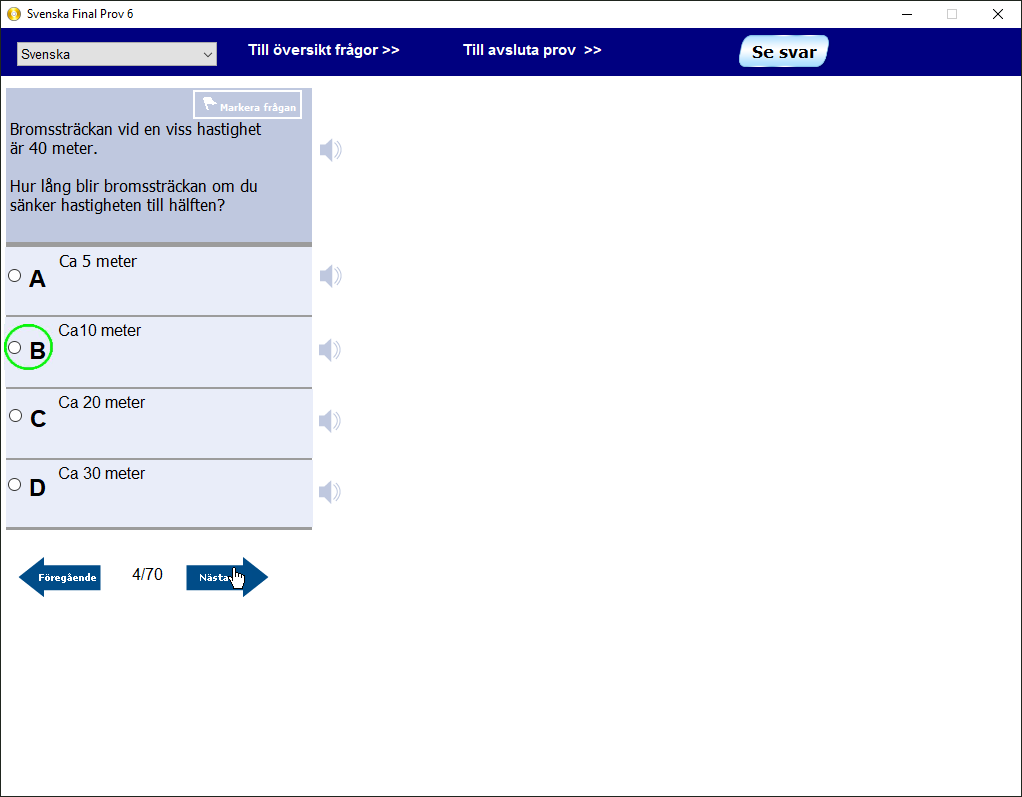 Svenska Final Prov 6
Svenska
Till översikt frågor >>
Till avsluta prov >>
Se svar
Markera frågan
Bromssträckan vid en viss hastighet
är 40 meter.
Hur lång blir bromssträckan om du
sänker hastigheten till hälften?
A
Ca 5 meter
B
Ca10 meter
C
Ca 20 meter
D
Ca 30 meter
Föregående
4/70
Nästa